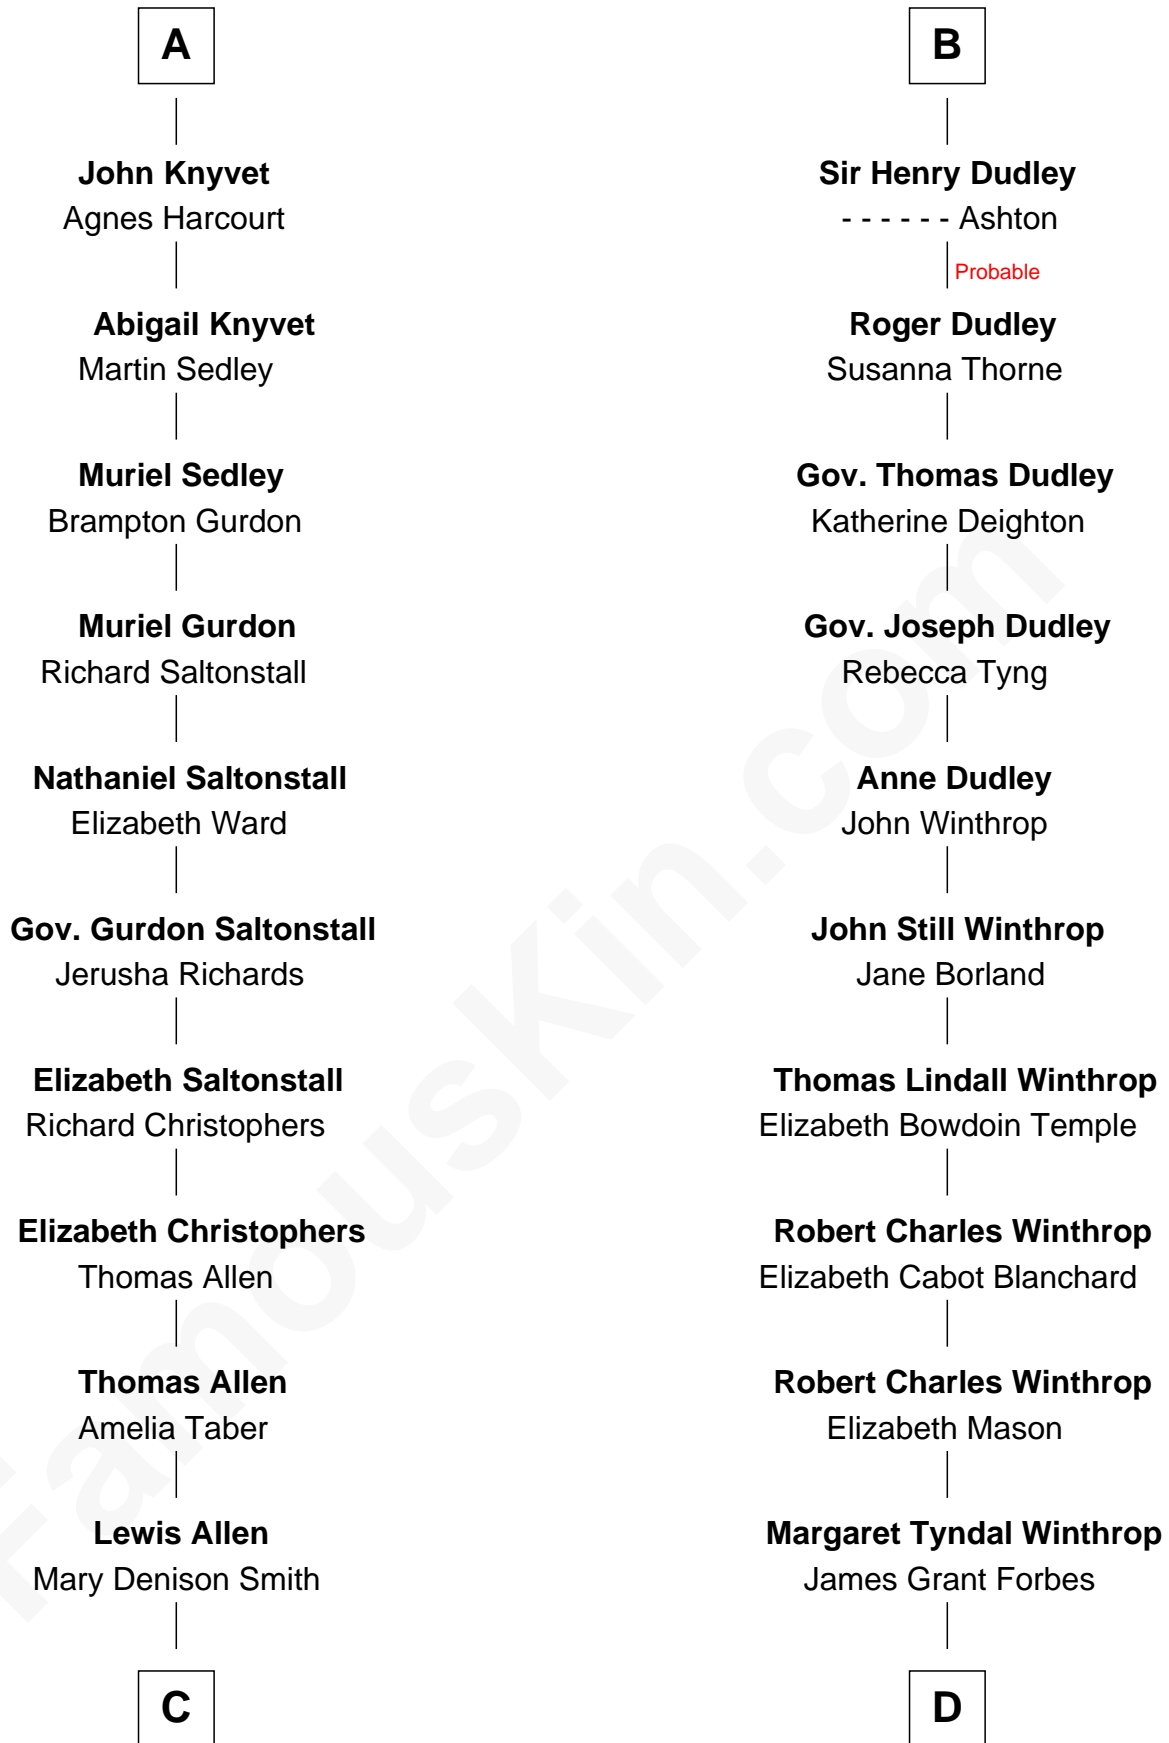 A
John Knyvet
Agnes Harcourt
Abigail Knyvet
Martin Sedley
Muriel Sedley
Brampton Gurdon
Muriel Gurdon
Richard Saltonstall
Nathaniel Saltonstall
Elizabeth Ward
Gov. Gurdon Saltonstall
Jerusha Richards
Elizabeth Saltonstall
Richard Christophers
Elizabeth Christophers
Thomas Allen
Thomas Allen
Amelia Taber
Lewis Allen
Mary Denison Smith
C
B
Sir Henry Dudley
- - - - - - Ashton
Probable
Roger Dudley
Susanna Thorne
Gov. Thomas Dudley
Katherine Deighton
Gov. Joseph Dudley
Rebecca Tyng
Anne Dudley
John Winthrop
John Still Winthrop
Jane Borland
Thomas Lindall Winthrop
Elizabeth Bowdoin Temple
Robert Charles Winthrop
Elizabeth Cabot Blanchard
Robert Charles Winthrop
Elizabeth Mason
Margaret Tyndal Winthrop
James Grant Forbes
D
FamousKin.com